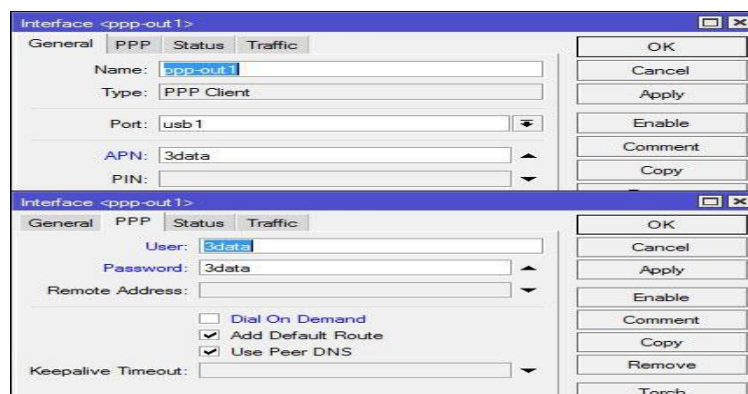 Interface <ppp-out1>
General PPP Status Traffic
OK
Name: ppp-out1
Cancel
Type: PPP Client
Apply
Port: usb1
Enable
Comment
APN: 3data
Copy
PIN:
Interface <ppp-out1>
General PPP Status Traffic
OK
User: 3data
Cancel
Password: 3data
Apply
Remote Address:
Enable
Dial On Demand
Comment
Add Default Route
Copy
Use Peer DNS
Remove
Keepalive Timeout:
Torch